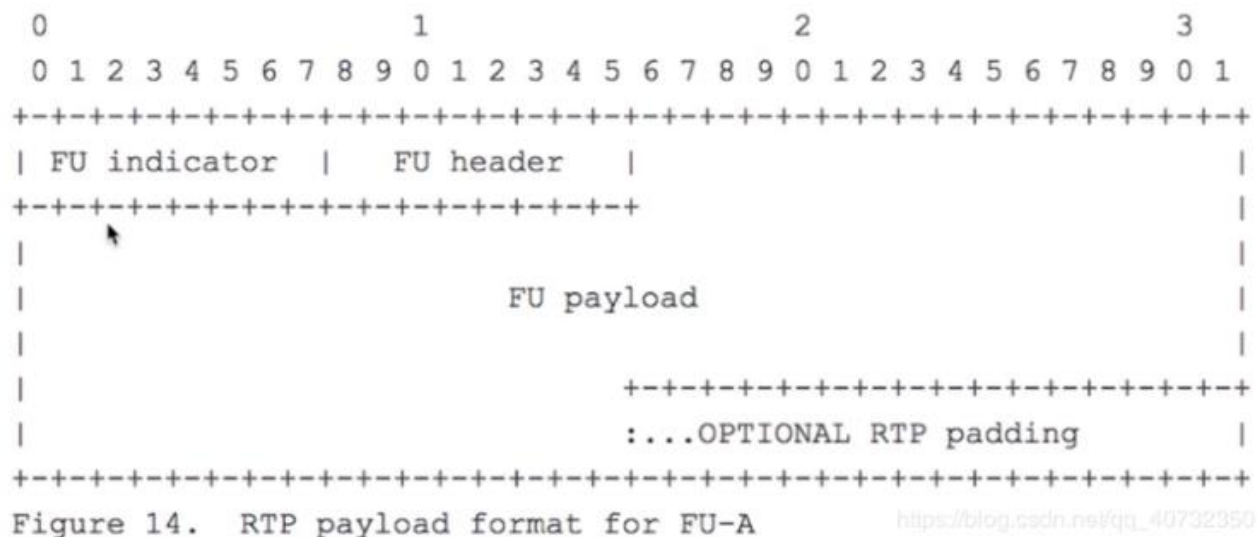 0 1 2 3
0 1 2 3 4 5 6 7 8 9 0 1 2 3 4 5 6 7 8 9 0 1 2 3 4 5 6 7 8 9 0 1
+-+-+-+-+-+-+-+-+-+-+-+-+-+-+-+-+-+-+-+-+-+-+-+-+-+-+-+-+-+-+-+-+
| FU indicator | FU header | |
+-+-+-+-+-+-+-+-+-+-+-+-+-+-+-+-+ |
| |
| FU payload |
| |
| +-+-+-+-+-+-+-+-+-+-+-+-+-+-+-+-+
| :...OPTIONAL RTP padding |
+-+-+-+-+-+-+-+-+-+-+-+-+-+-+-+-+-+-+-+-+-+-+-+-+-+-+-+-+-+-+-+-+
Figure 14. RTP payload format for FU-A
https://blog.csdn.net/qq_40732350